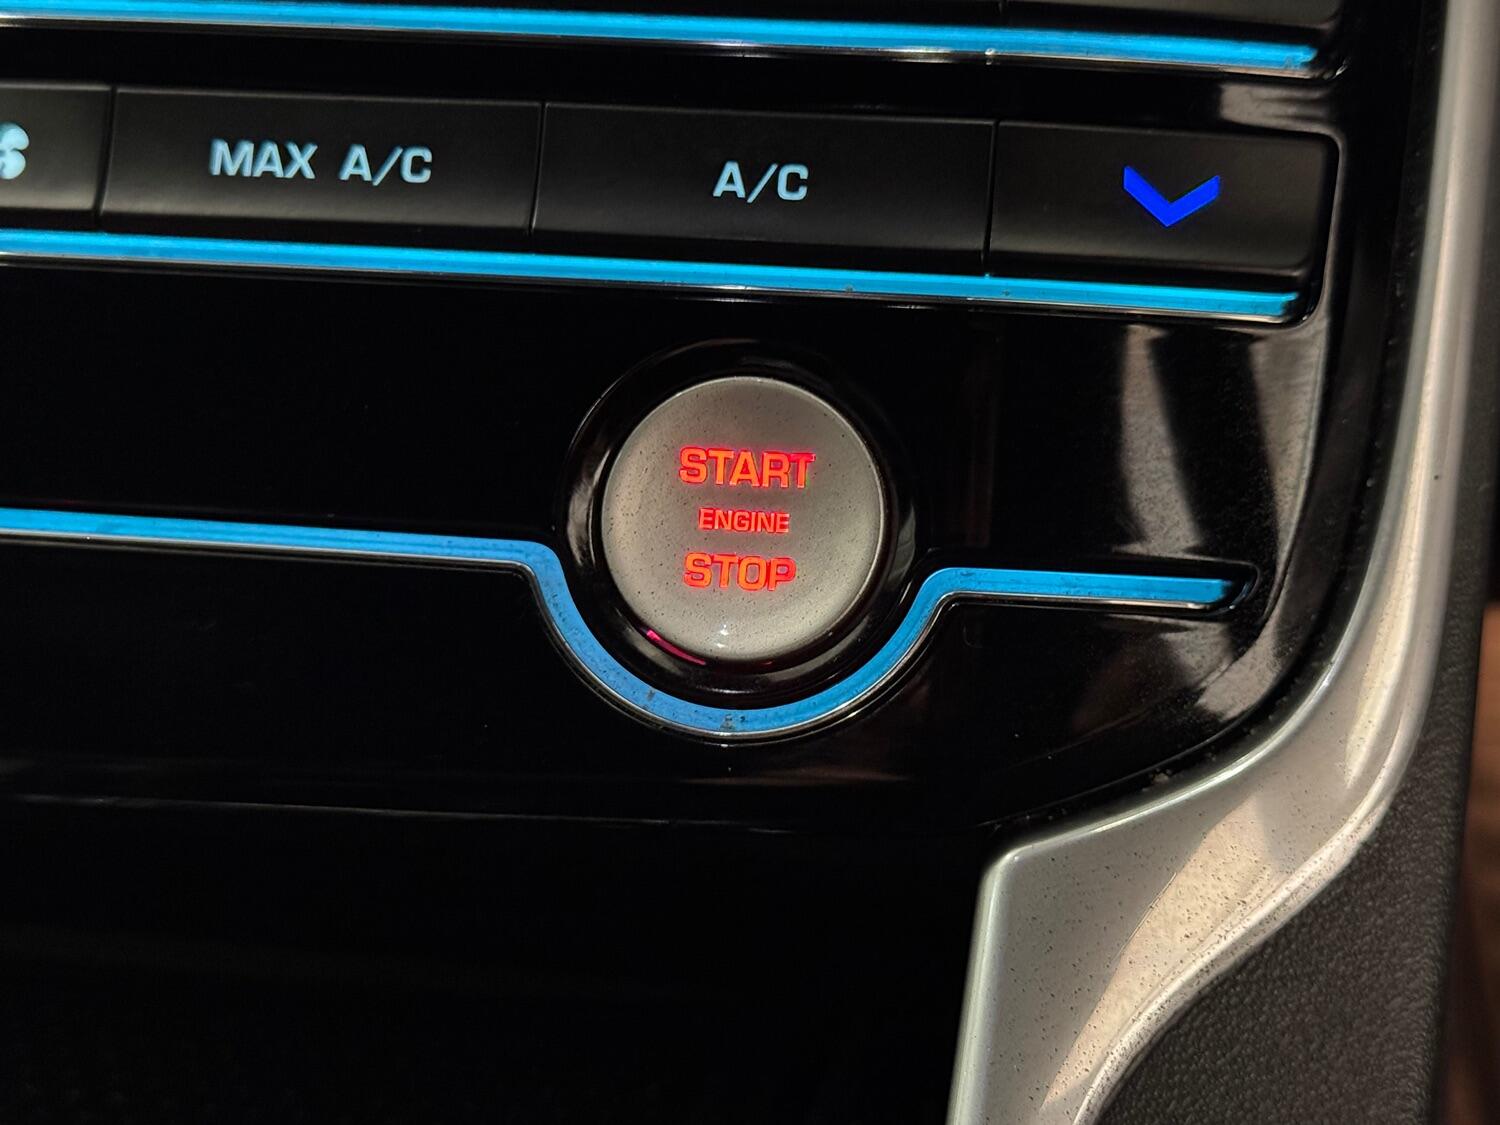 MAX A/C
A/C
START
ENGINE
STOP